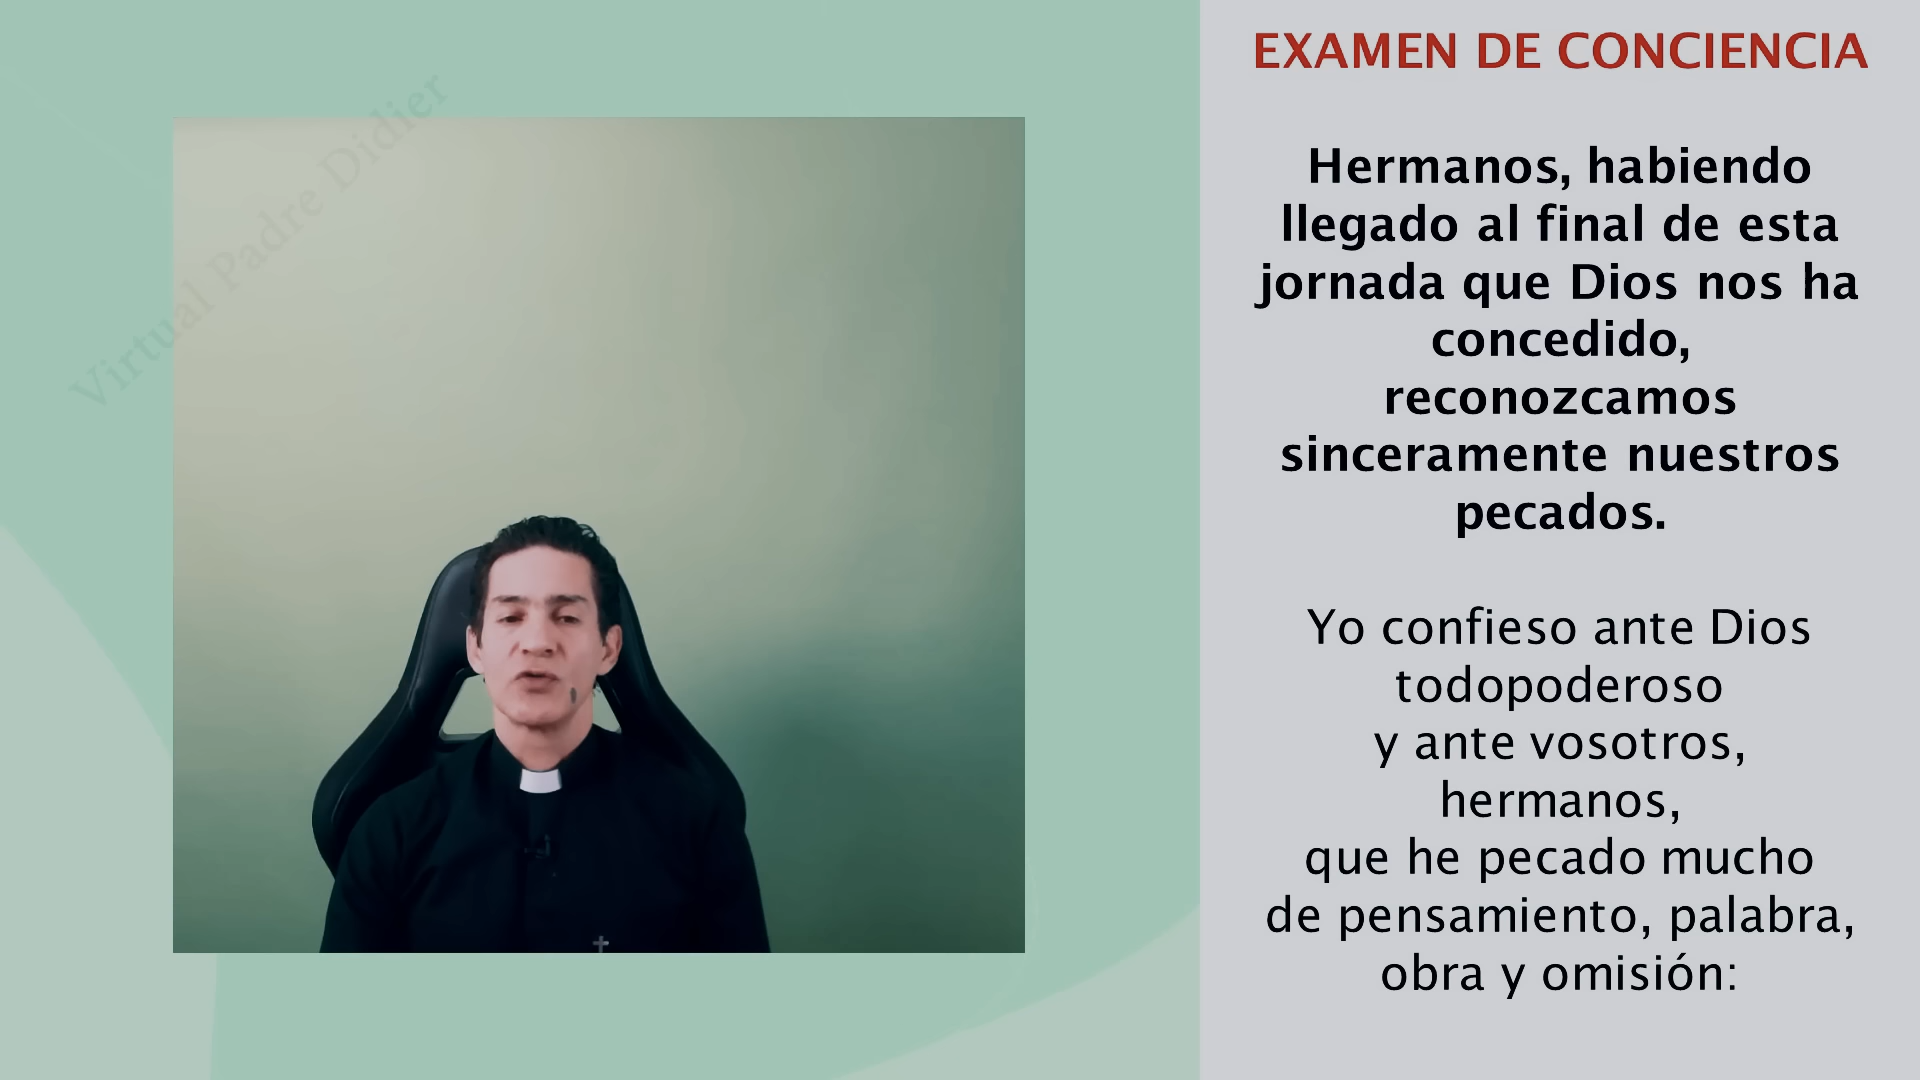 Virtual Padre Didier
EXAMEN DE CONCIENCIA
Hermanos, habiendo
llegado al final de esta
jornada que Dios nos ha
concedido,
reconozcamos
sinceramente nuestros
pecados.
Yo confieso ante Dios
todopoderoso
y ante vosotros,
hermanos,
que he pecado mucho
de pensamiento, palabra,
obra y omisión: